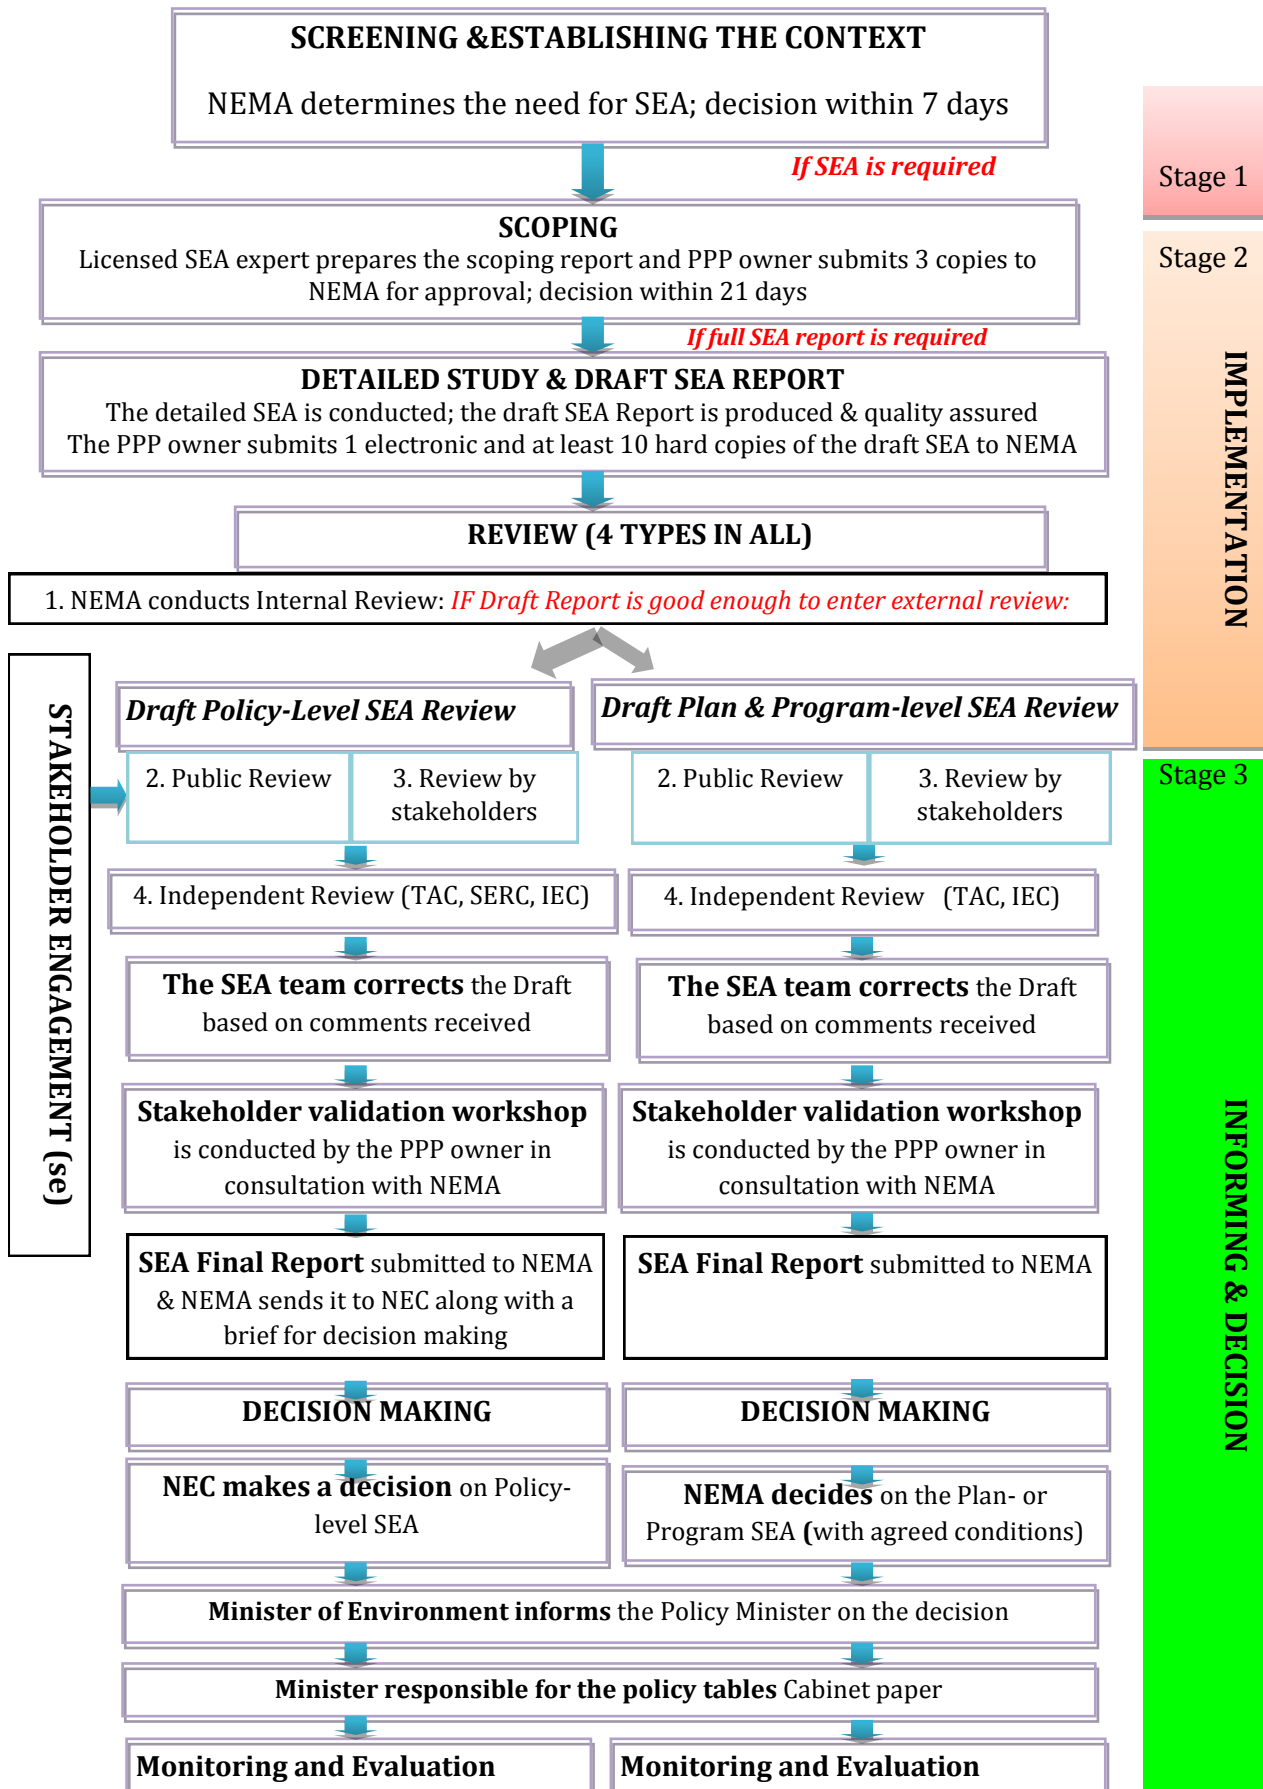 SCREENING &ESTABLISHING THE CONTEXT
NEMA determines the need for SEA; decision within 7 days
If SEA is required
Stage 1
SCOPING
Licensed SEA expert prepares the scoping report and PPP owner submits 3 copies to
NEMA for approval; decision within 21 days
Stage 2
If full SEA report is required
DETAILED STUDY & DRAFT SEA REPORT
The detailed SEA is conducted; the draft SEA Report is produced & quality assured
The PPP owner submits 1 electronic and at least 10 hard copies of the draft SEA to NEMA
IMPLEMENTATION
REVIEW (4 TYPES IN ALL)
1. NEMA conducts Internal Review: IF Draft Report is good enough to enter external review:
STAKEHOLDER ENGAGEMENT (se)
Draft Policy-Level SEA Review
2. Public Review
3. Review by
stakeholders
4. Independent Review (TAC, SERC, IEC)
The SEA team corrects the Draft
based on comments received
Stakeholder validation workshop
is conducted by the PPP owner in
consultation with NEMA
SEA Final Report submitted to NEMA
& NEMA sends it to NEC along with a
brief for decision making
DECISION MAKING
NEC makes a decision on Policy-
level SEA
Draft Plan & Program-level SEA Review
2. Public Review
3. Review by
stakeholders
4. Independent Review (TAC, IEC)
The SEA team corrects the Draft
based on comments received
Stakeholder validation workshop
is conducted by the PPP owner in
consultation with NEMA
SEA Final Report submitted to NEMA
DECISION MAKING
NEMA decides on the Plan- or
Program SEA (with agreed conditions)
Stage 3
INFORMING & DECISION
Minister of Environment informs the Policy Minister on the decision
Minister responsible for the policy tables Cabinet paper
Monitoring and Evaluation
Monitoring and Evaluation